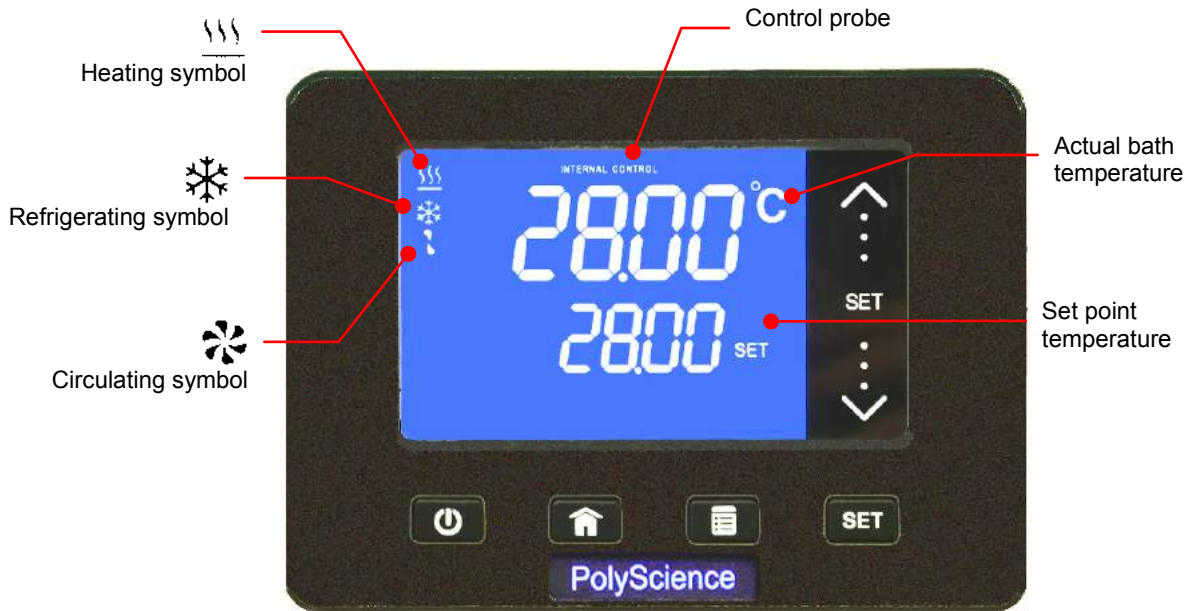 Control probe
Heating symbol
Actual bath
temperature
INTERNAL CONTROL
28.00°C
Refrigerating symbol
SET
Set point
temperature
28.00 SET
Circulating symbol
SET
PolyScience